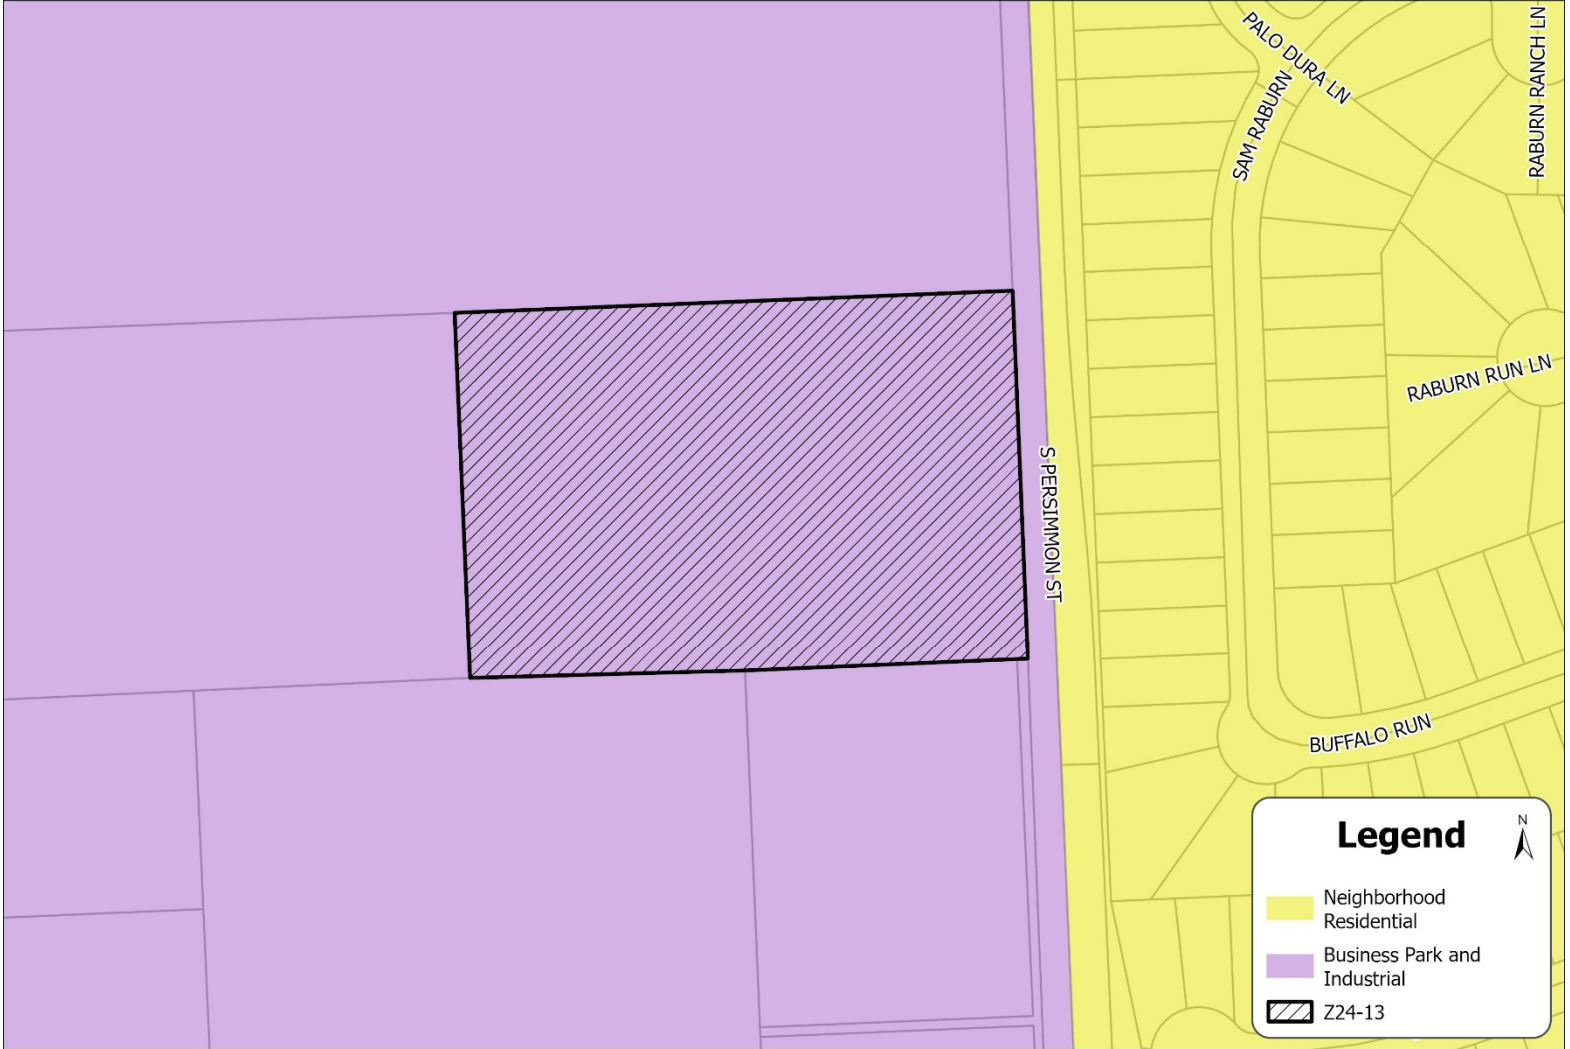 PALO DURA LN
RABURN RANCH LN
SAM RABURN
RABURN RUN LN
S PERSIMMON ST
BUFFALO RUN
Legend
N
Neighborhood
Residential
Business Park and
Industrial
Z24-13